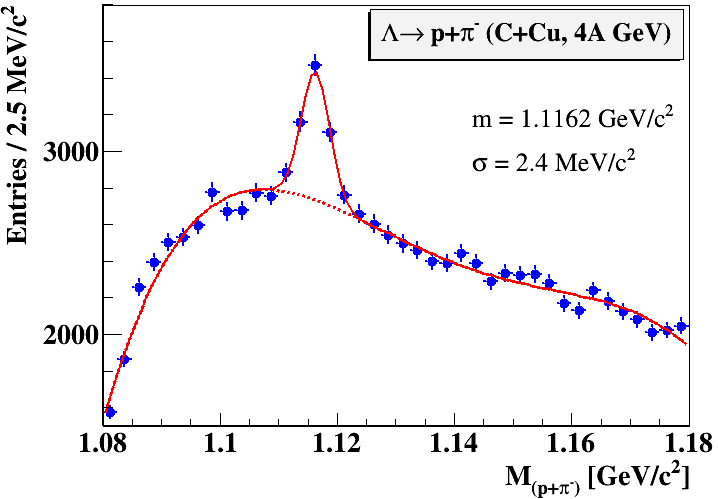 Entries / 2.5 MeV/c²
Λ→ p+π⁻ (C+Cu, 4A GeV)
m = 1.1162 GeV/c²
σ = 2.4 MeV/c²
3000
2000
1.08 1.1 1.12 1.14 1.16 1.18
M(p+π⁻) [GeV/c²]